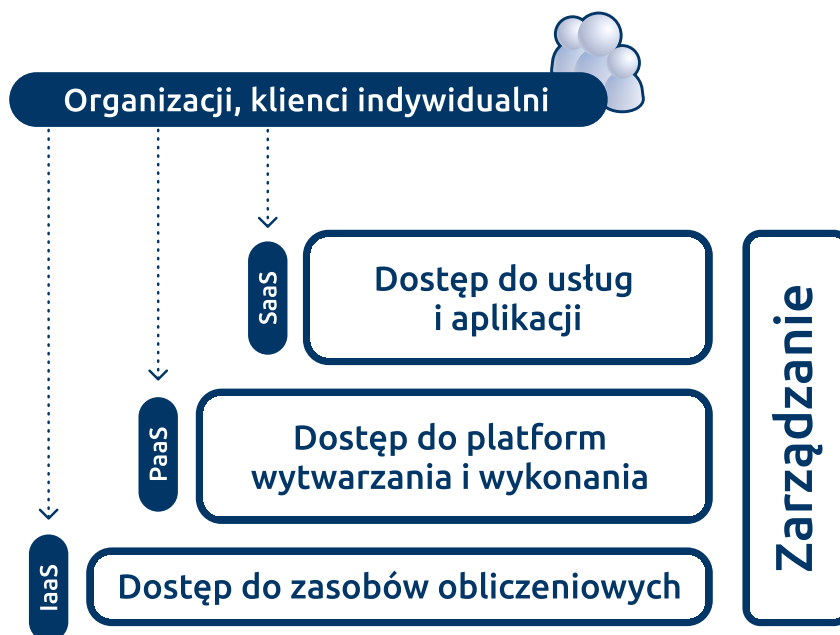 Organizacji, klienci indywidualni
SaaS
Dostęp do usług
i aplikacji
PaaS
Dostęp do platform
wytwarzania i wykonania
IaaS
Dostęp do zasobów obliczeniowych
Zarządzanie